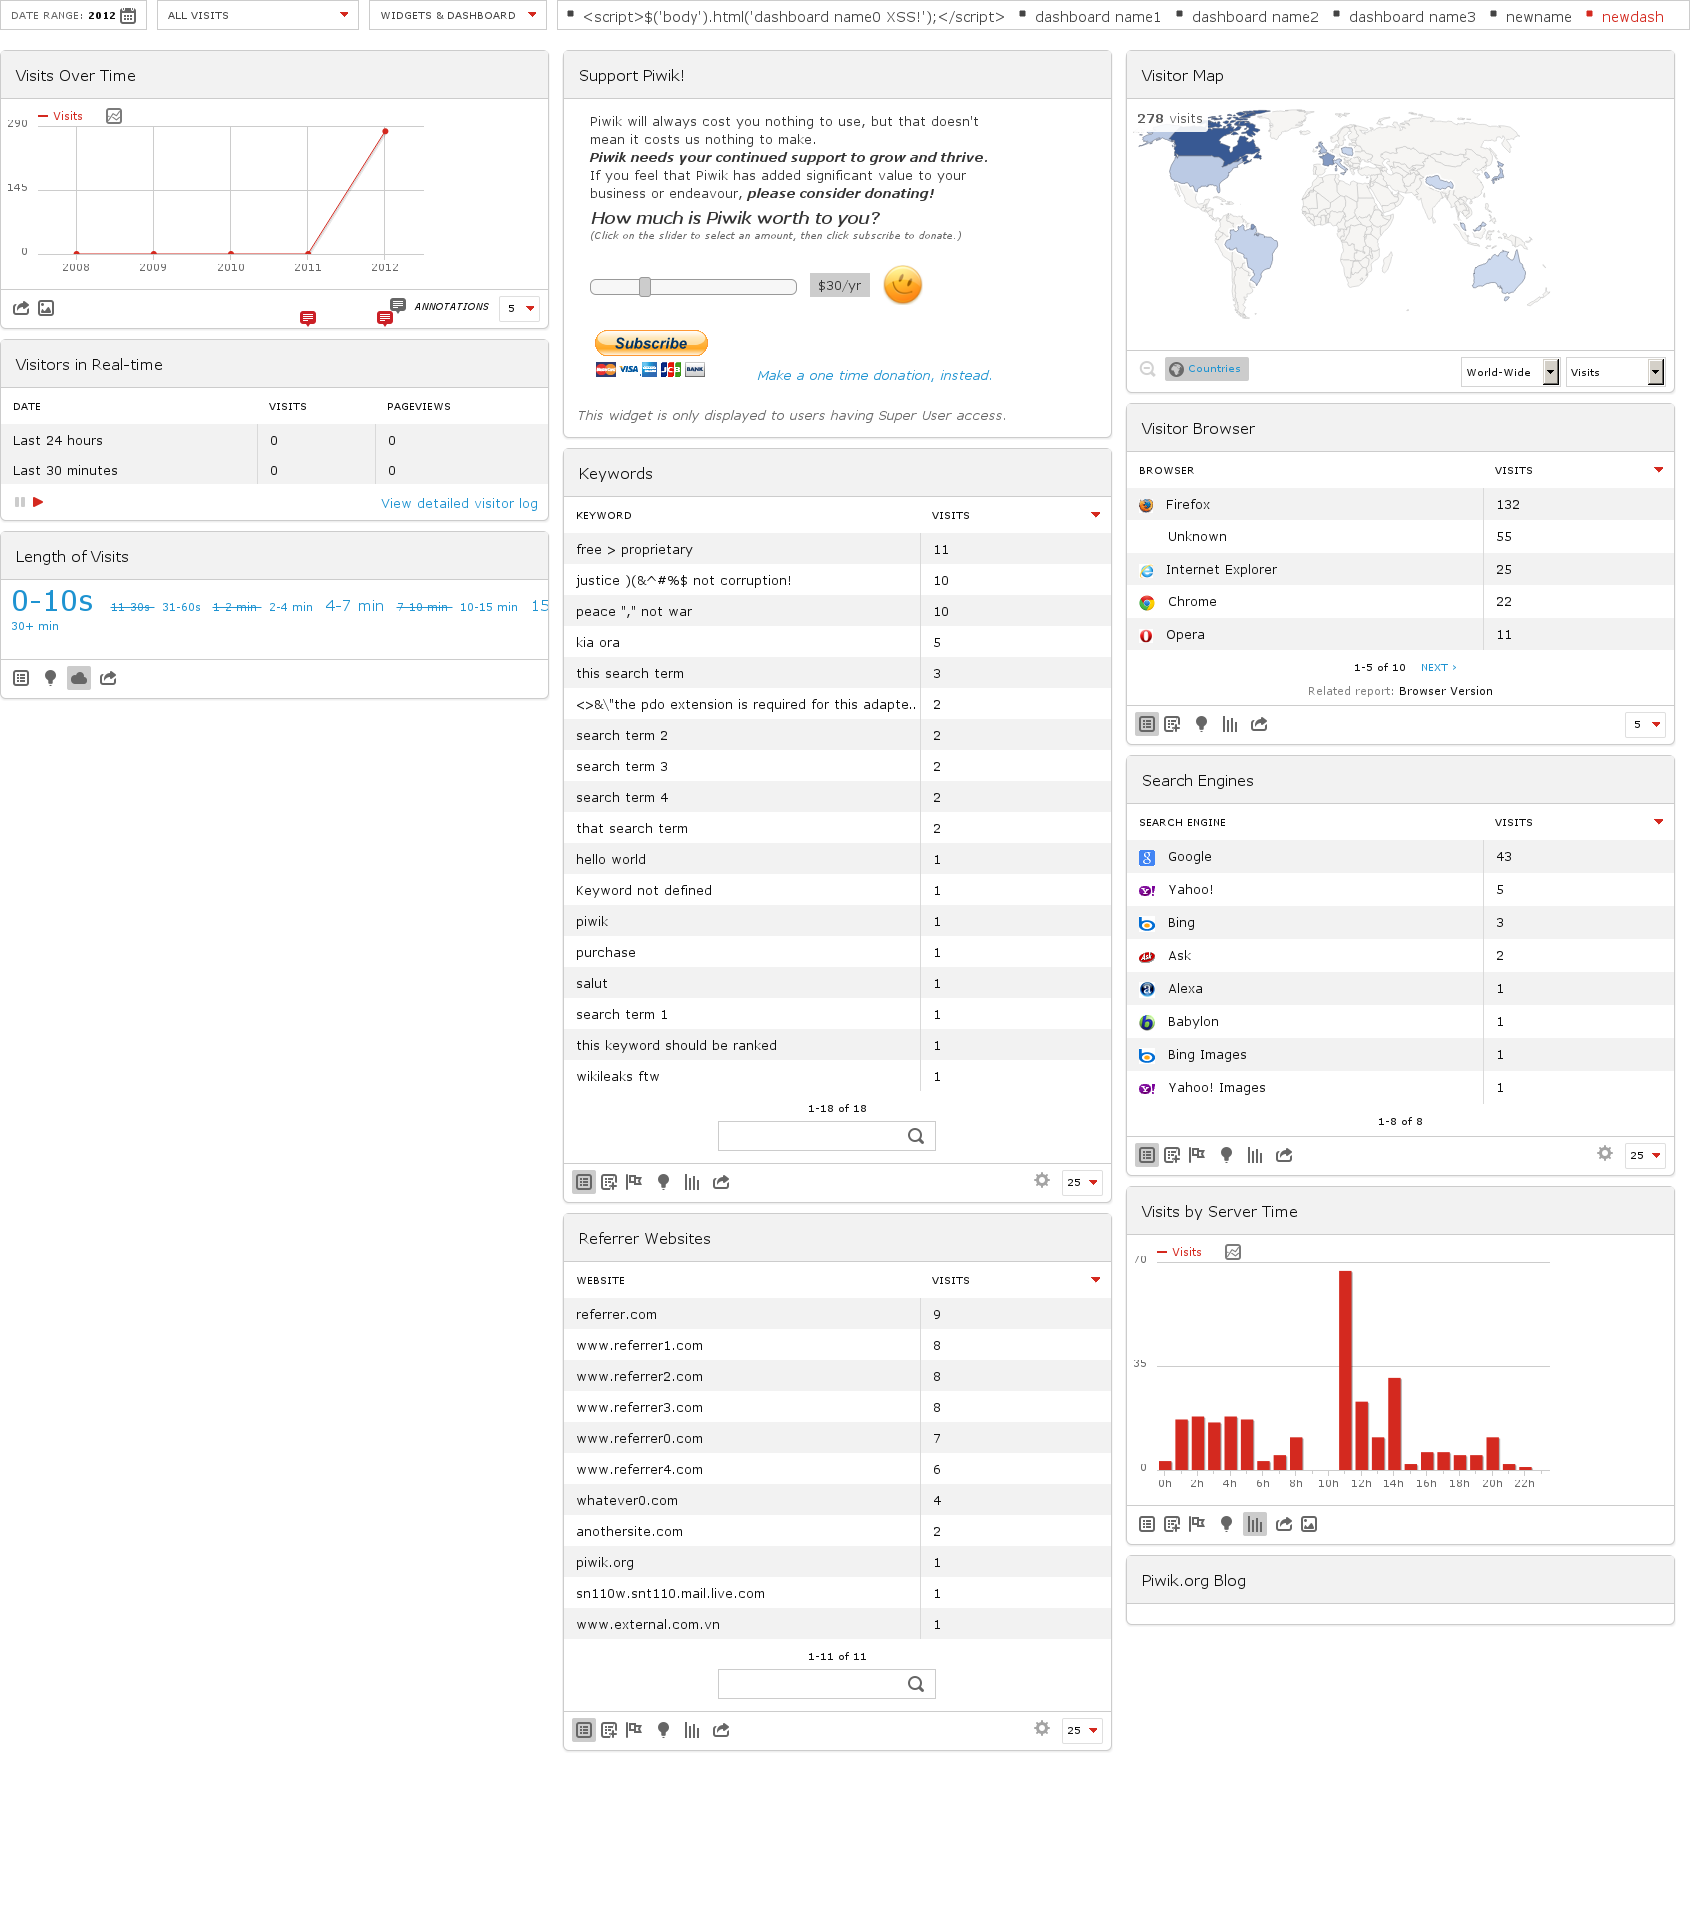 DATE RANGE: 2012
ALL VISITS
WIDGETS & DASHBOARD
<script>$('body').html('dashboard name0 XSS!');</script> dashboard name1 dashboard name2 dashboard name3 newname newdash
Visits Over Time
Visits
290
145
0
2008 2009 2010 2011 2012
ANNOTATIONS 5
Visitors in Real-time
DATE VISITS PAGEVIEWS
Last 24 hours 0 0
Last 30 minutes 0 0
View detailed visitor log
Length of Visits
0-10s 11-30s 31-60s 1-2 min 2-4 min 4-7 min 7-10 min 10-15 min 15
30+ min
Support Piwik!
Piwik will always cost you nothing to use, but that doesn't
mean it costs us nothing to make.
Piwik needs your continued support to grow and thrive.
If you feel that Piwik has added significant value to your
business or endeavour, please consider donating!
How much is Piwik worth to you?
(Click on the slider to select an amount, then click subscribe to donate.)
$30/yr
Subscribe
VISA JCB BANK
Make a one time donation, instead.
This widget is only displayed to users having Super User access.
Keywords
KEYWORD VISITS
free > proprietary 11
justice )(&^#%$ not corruption! 10
peace "," not war 10
kia ora 5
this search term 3
<>&\"the pdo extension is required for this adapte.. 2
search term 2 2
search term 3 2
search term 4 2
that search term 2
hello world 1
Keyword not defined 1
piwik 1
purchase 1
salut 1
search term 1 1
this keyword should be ranked 1
wikileaks ftw 1
1-18 of 18
25
Referrer Websites
WEBSITE VISITS
referrer.com 9
www.referrer1.com 8
www.referrer2.com 8
www.referrer3.com 8
www.referrer0.com 7
www.referrer4.com 6
whatever0.com 4
anothersite.com 2
piwik.org 1
sn110w.snt110.mail.live.com 1
www.external.com.vn 1
1-11 of 11
25
Visitor Map
278 visits
Countries World-Wide Visits
Visitor Browser
BROWSER VISITS
Firefox 132
Unknown 55
Internet Explorer 25
Chrome 22
Opera 11
1-5 of 10 NEXT ›
Related report: Browser Version
5
Search Engines
SEARCH ENGINE VISITS
Google 43
Yahoo! 5
Bing 3
Ask 2
Alexa 1
Babylon 1
Bing Images 1
Yahoo! Images 1
1-8 of 8
25
Visits by Server Time
Visits
70
35
0
0h 2h 4h 6h 8h 10h 12h 14h 16h 18h 20h 22h
Piwik.org Blog